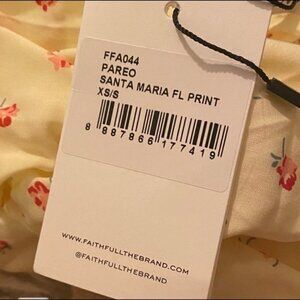 FFA044
PAREO
SANTA MARIA FL PRINT
XS/S
8 887866 177419
WWW.FAITHFULLTHEBRAND.COM
@FAITHFULLTHEBRAND